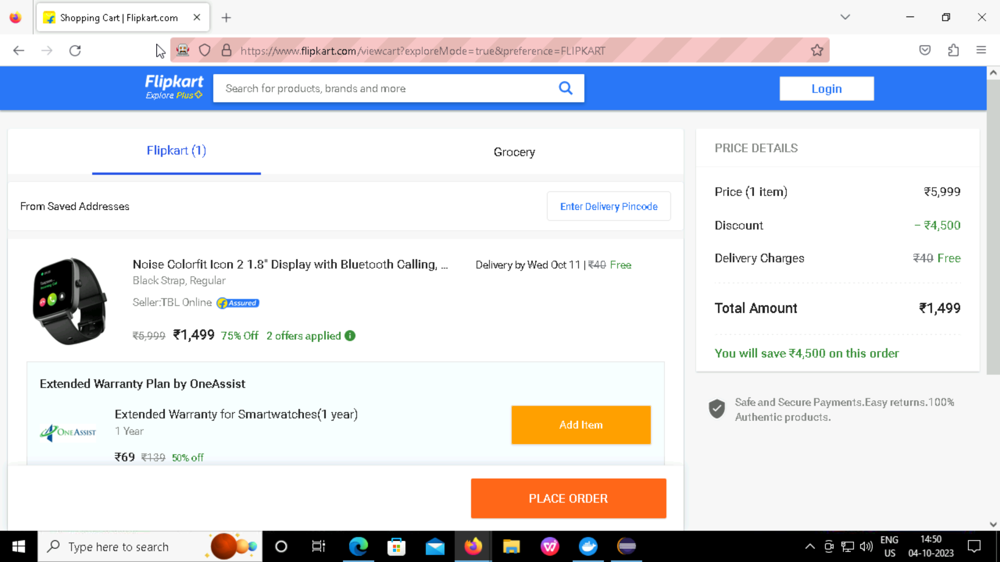 Shopping Cart | Flipkart.com
https://www.flipkart.com/viewcart?exploreMode=true&preference=FLIPKART
Flipkart
Explore Plus
Search for products, brands and more
Login
Flipkart (1)
Grocery
From Saved Addresses
Enter Delivery Pincode
Noise Colorfit Icon 2 1.8" Display with Bluetooth Calling, ...
Delivery by Wed Oct 11 | ₹40 Free
Black Strap, Regular
Seller:TBL Online Assured
₹5,999 ₹1,499 75% Off 2 offers applied
Extended Warranty Plan by OneAssist
Extended Warranty for Smartwatches(1 year)
1 Year
ONEASSIST
₹69 ₹139 50% off
Add Item
PLACE ORDER
PRICE DETAILS
Price (1 item) ₹5,999
Discount − ₹4,500
Delivery Charges ₹40 Free
Total Amount ₹1,499
You will save ₹4,500 on this order
Safe and Secure Payments.Easy returns.100%
Authentic products.
Type here to search
ENG
US
14:50
04-10-2023